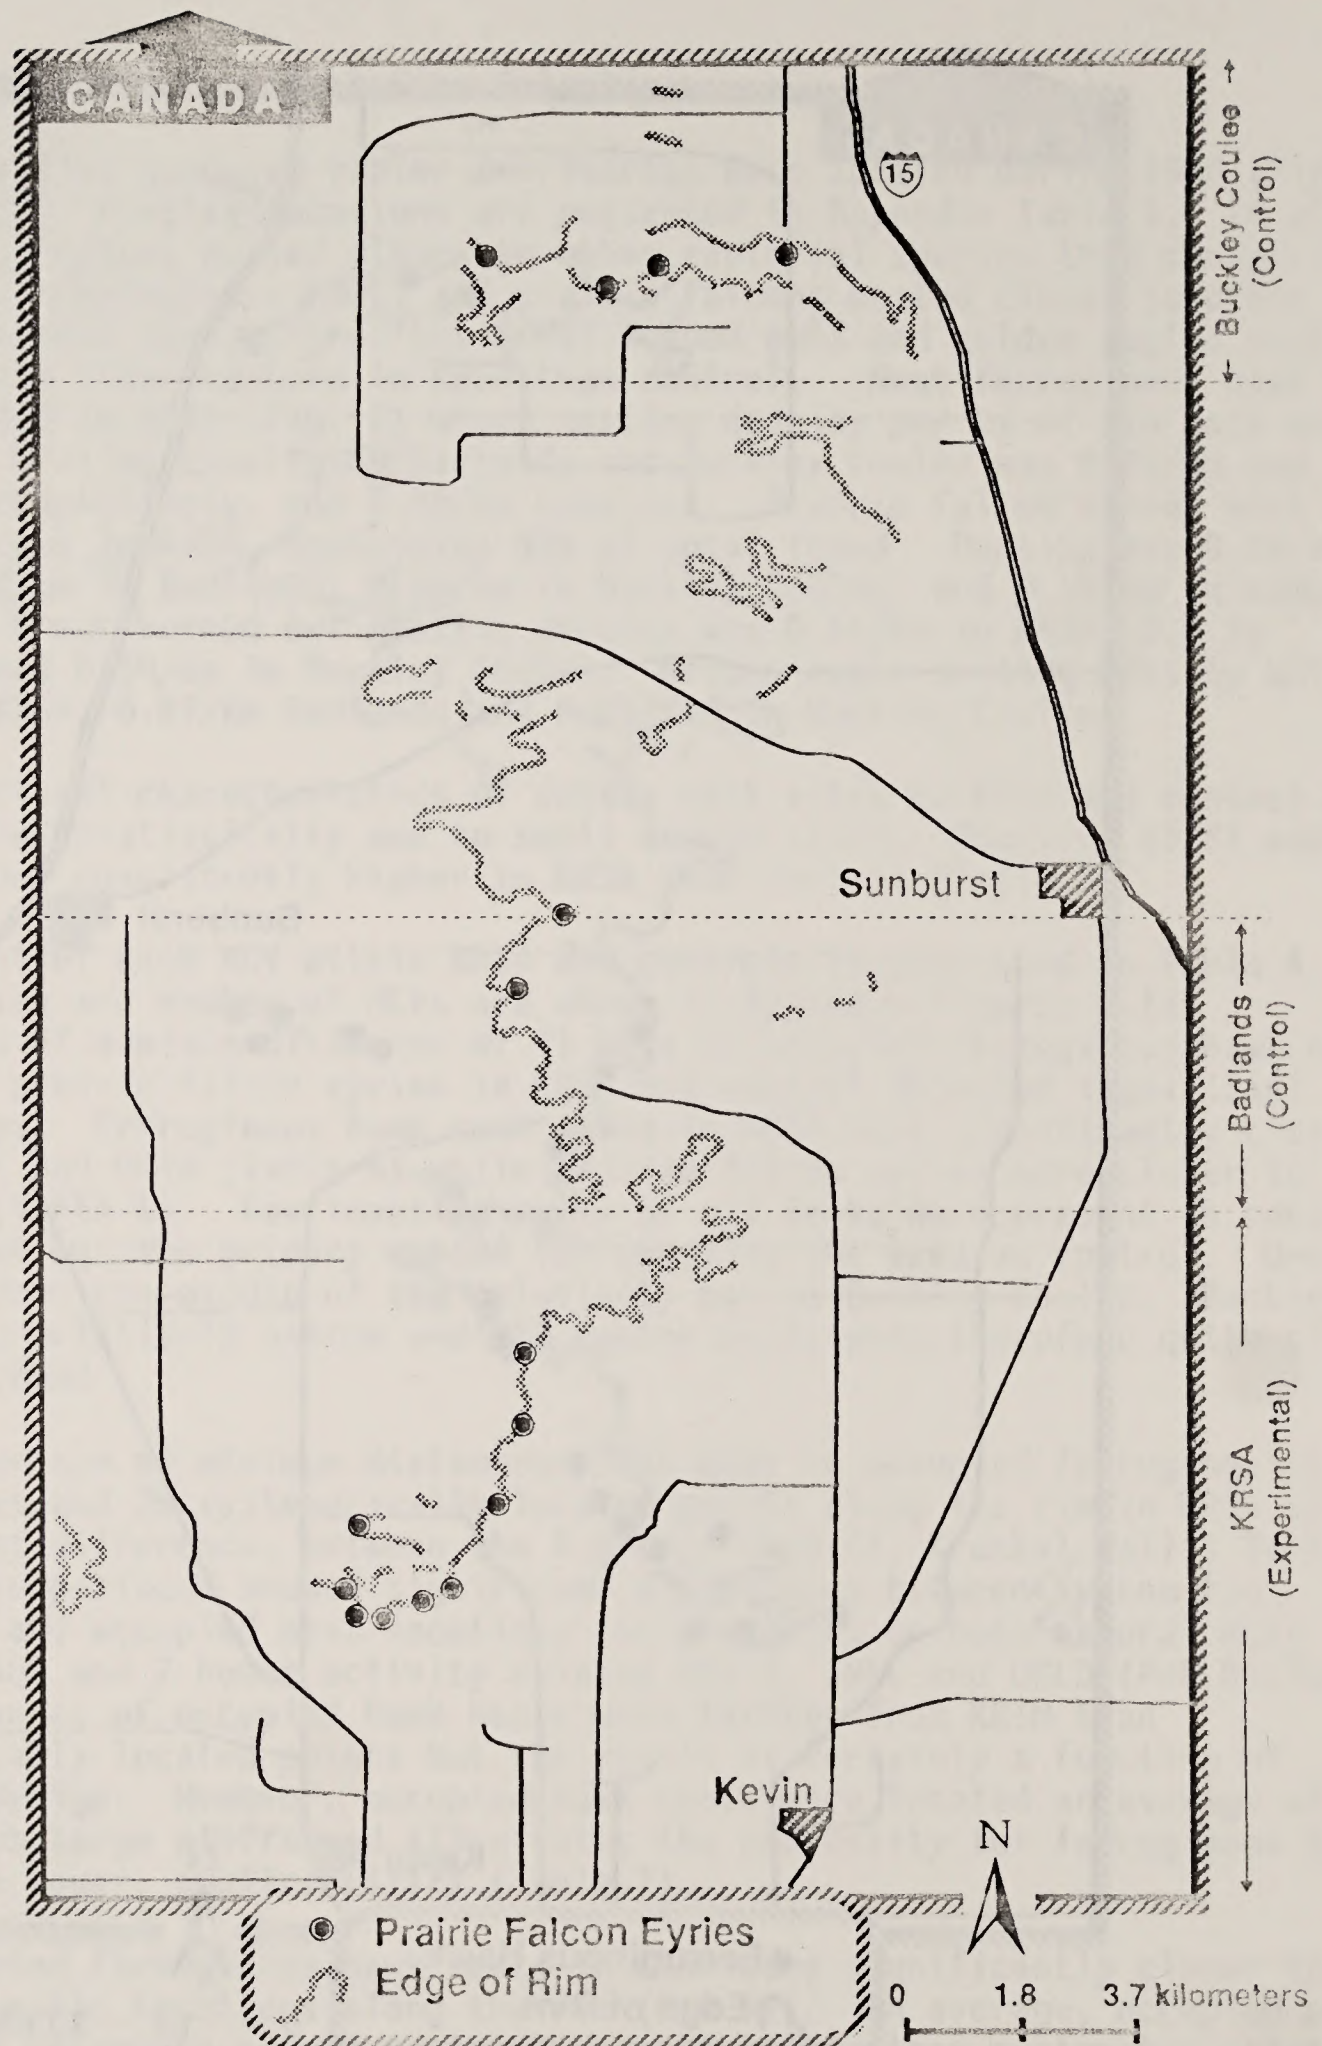 CANADA
15
Buckley Coulee
(Control)
Sunburst
Badlands
(Control)
KRSA
(Experimental)
Kevin
N
Prairie Falcon Eyries
Edge of Rim
0 1.8 3.7 kilometers